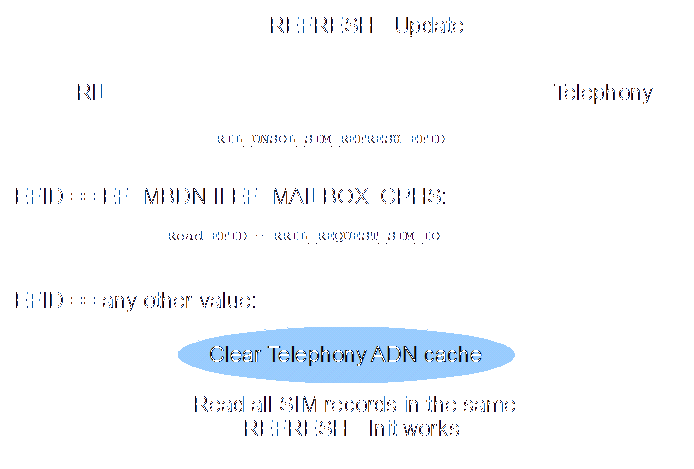 REFRESH - Update
RIL
Telephony
RIL_UNSOL_SIM_REFRESH EFID
EFID == EF_MBDN || EF_MAILBOX_CPHS:
Read EFID -- RRIL_REQUEST_SIM_IO
EFID == any other value:
Clear Telephony ADN cache
Read all SIM records in the same
REFRESH - Init works